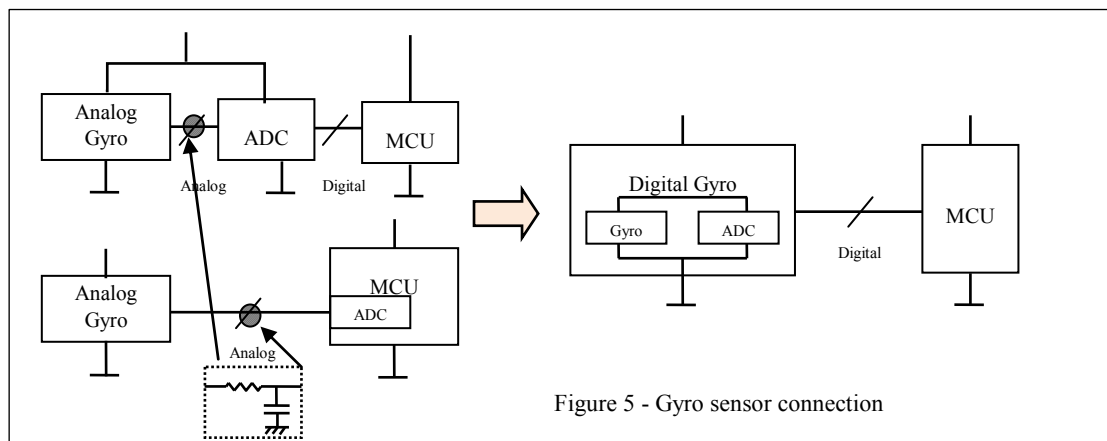 Analog
Gyro
ADC
MCU
Analog
Digital
Analog
Gyro
MCU
ADC
Analog
Digital Gyro
Gyro
ADC
Digital
MCU
Figure 5 - Gyro sensor connection